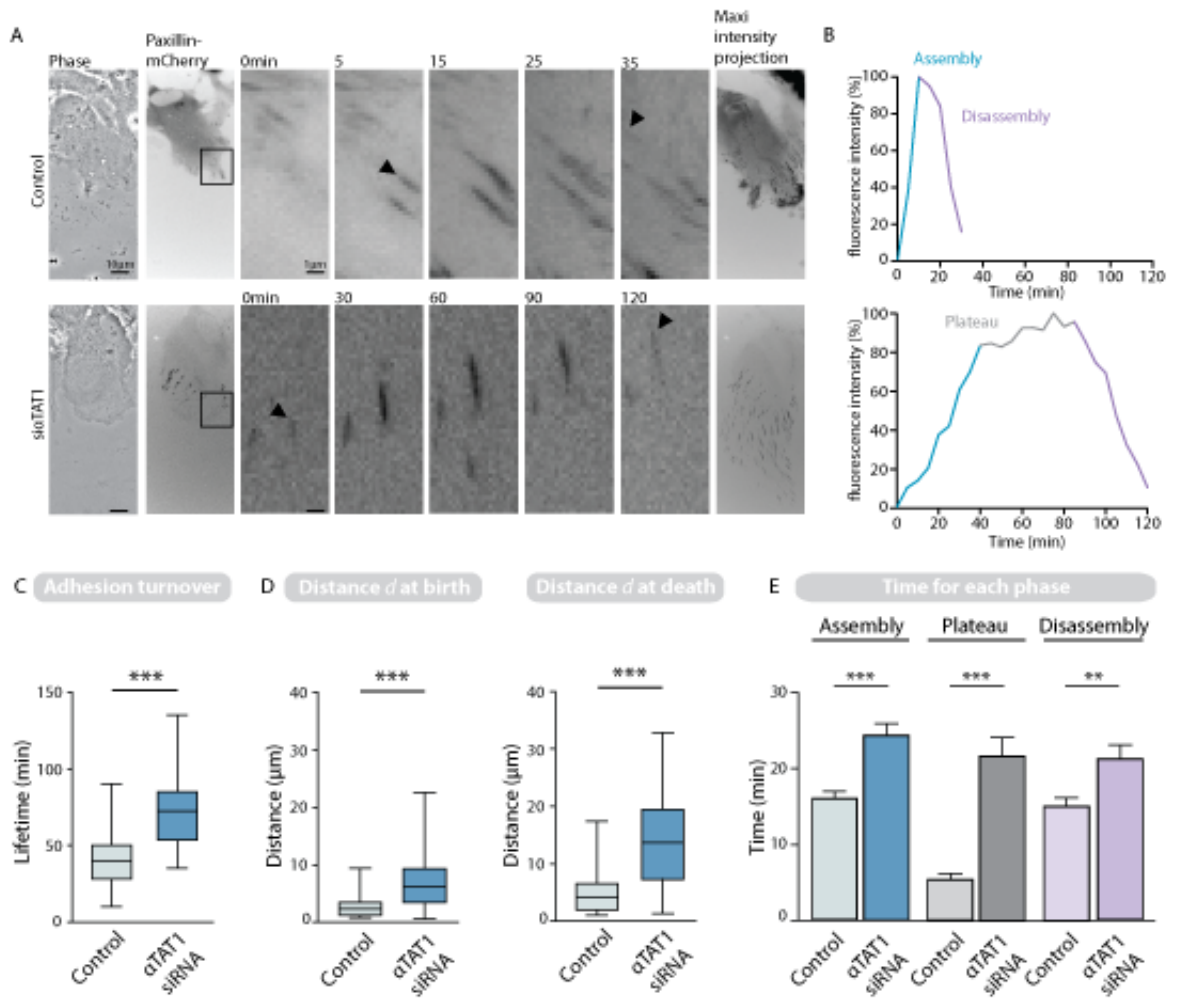 A
Phase
Paxillin-
mCherry
0min
5
15
25
35
Maxi
intensity
projection
Control
10µm
1µm
siαTAT1
0min
30
60
90
120
B
Assembly
Disassembly
fluorescence intensity (%)
100
80
60
40
20
0
0 20 40 60 80 100 120
Time (min)
Plateau
fluorescence intensity (%)
100
80
60
40
20
0
0 20 40 60 80 100 120
Time (min)
C
Adhesion turnover
***
Lifetime (min)
150
100
50
0
Control
αTAT1
siRNA
D
Distance d at birth
***
Distance (µm)
40
30
20
10
0
Control
αTAT1
siRNA
Distance d at death
***
Distance (µm)
40
30
20
10
0
Control
αTAT1
siRNA
E
Time for each phase
Assembly Plateau Disassembly
*** *** **
Time (min)
30
20
10
0
Control
αTAT1
siRNA
Control
αTAT1
siRNA
Control
αTAT1
siRNA